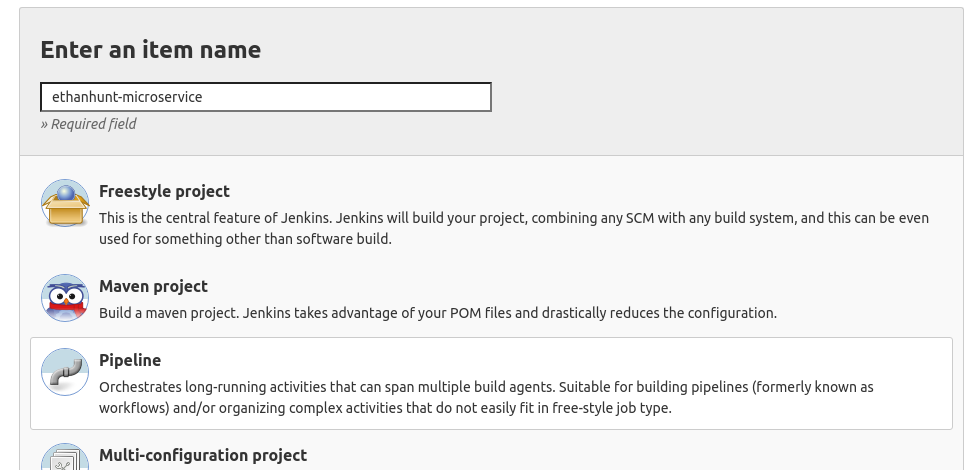 Enter an item name
ethanhunt-microservice
» Required field
Freestyle project
This is the central feature of Jenkins. Jenkins will build your project, combining any SCM with any build system, and this can be even
used for something other than software build.
Maven project
Build a maven project. Jenkins takes advantage of your POM files and drastically reduces the configuration.
Pipeline
Orchestrates long-running activities that can span multiple build agents. Suitable for building pipelines (formerly known as
workflows) and/or organizing complex activities that do not easily fit in free-style job type.
Multi-configuration project